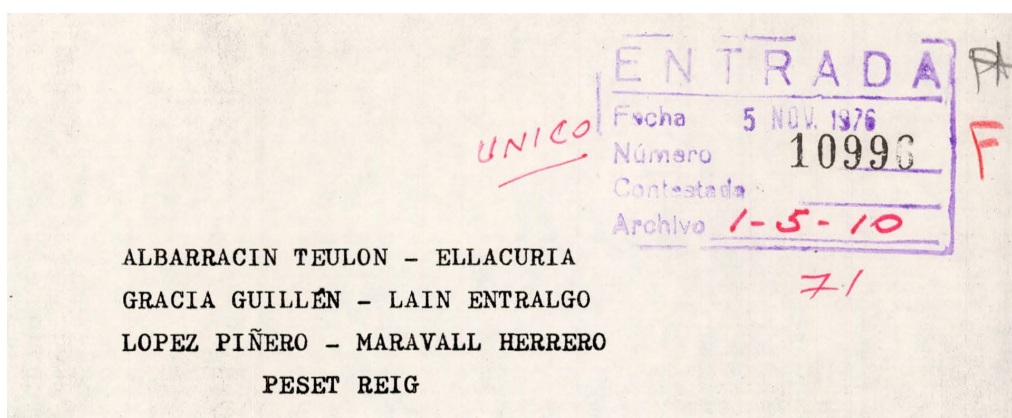 ENTRADA
PA
Fecha 5 NOV. 1976
F
UNICO
Número 10996
Contestada
Archivo 1-5-10
71
ALBARRACIN TEULON - ELLACURIA
GRACIA GUILLÉN - LAIN ENTRALGO
LOPEZ PIÑERO - MARAVALL HERRERO
PESET REIG